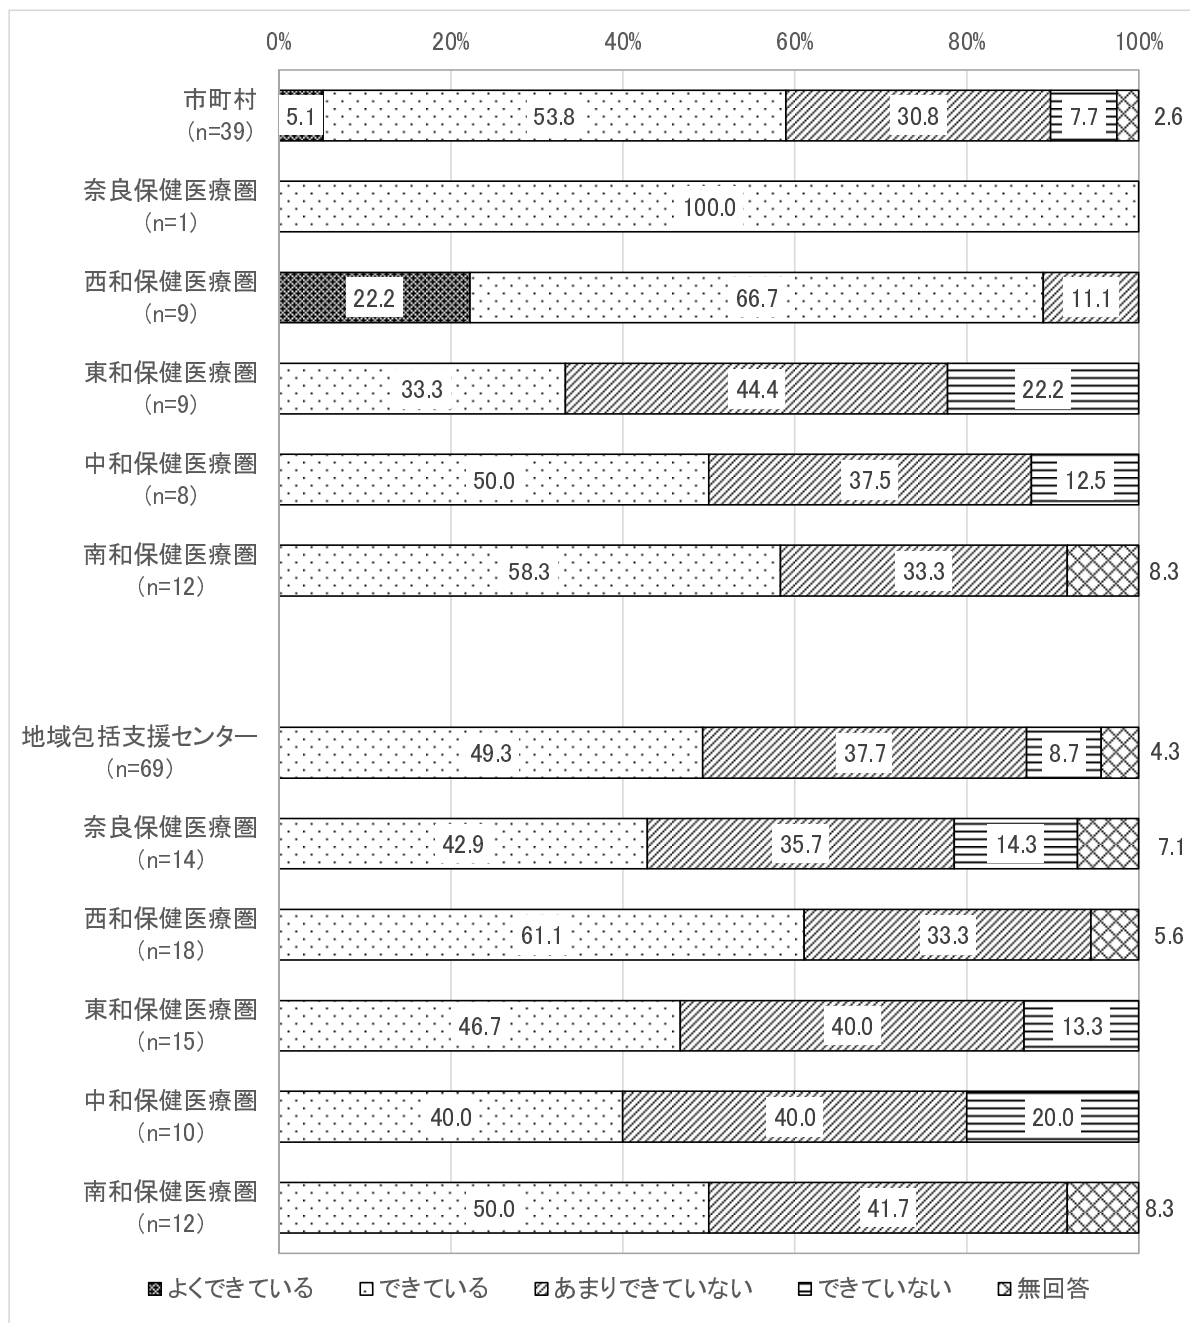 0% 20% 40% 60% 80% 100%
市町村
（n=39）
5.1 53.8 30.8 7.7 2.6
奈良保健医療圏
（n=1）
100.0
西和保健医療圏
（n=9）
22.2 66.7 11.1
東和保健医療圏
（n=9）
33.3 44.4 22.2
中和保健医療圏
（n=8）
50.0 37.5 12.5
南和保健医療圏
（n=12）
58.3 33.3 8.3
地域包括支援センター
（n=69）
49.3 37.7 8.7 4.3
奈良保健医療圏
（n=14）
42.9 35.7 14.3 7.1
西和保健医療圏
（n=18）
61.1 33.3 5.6
東和保健医療圏
（n=15）
46.7 40.0 13.3
中和保健医療圏
（n=10）
40.0 40.0 20.0
南和保健医療圏
（n=12）
50.0 41.7 8.3
よくできている できている あまりできていない できていない 無回答